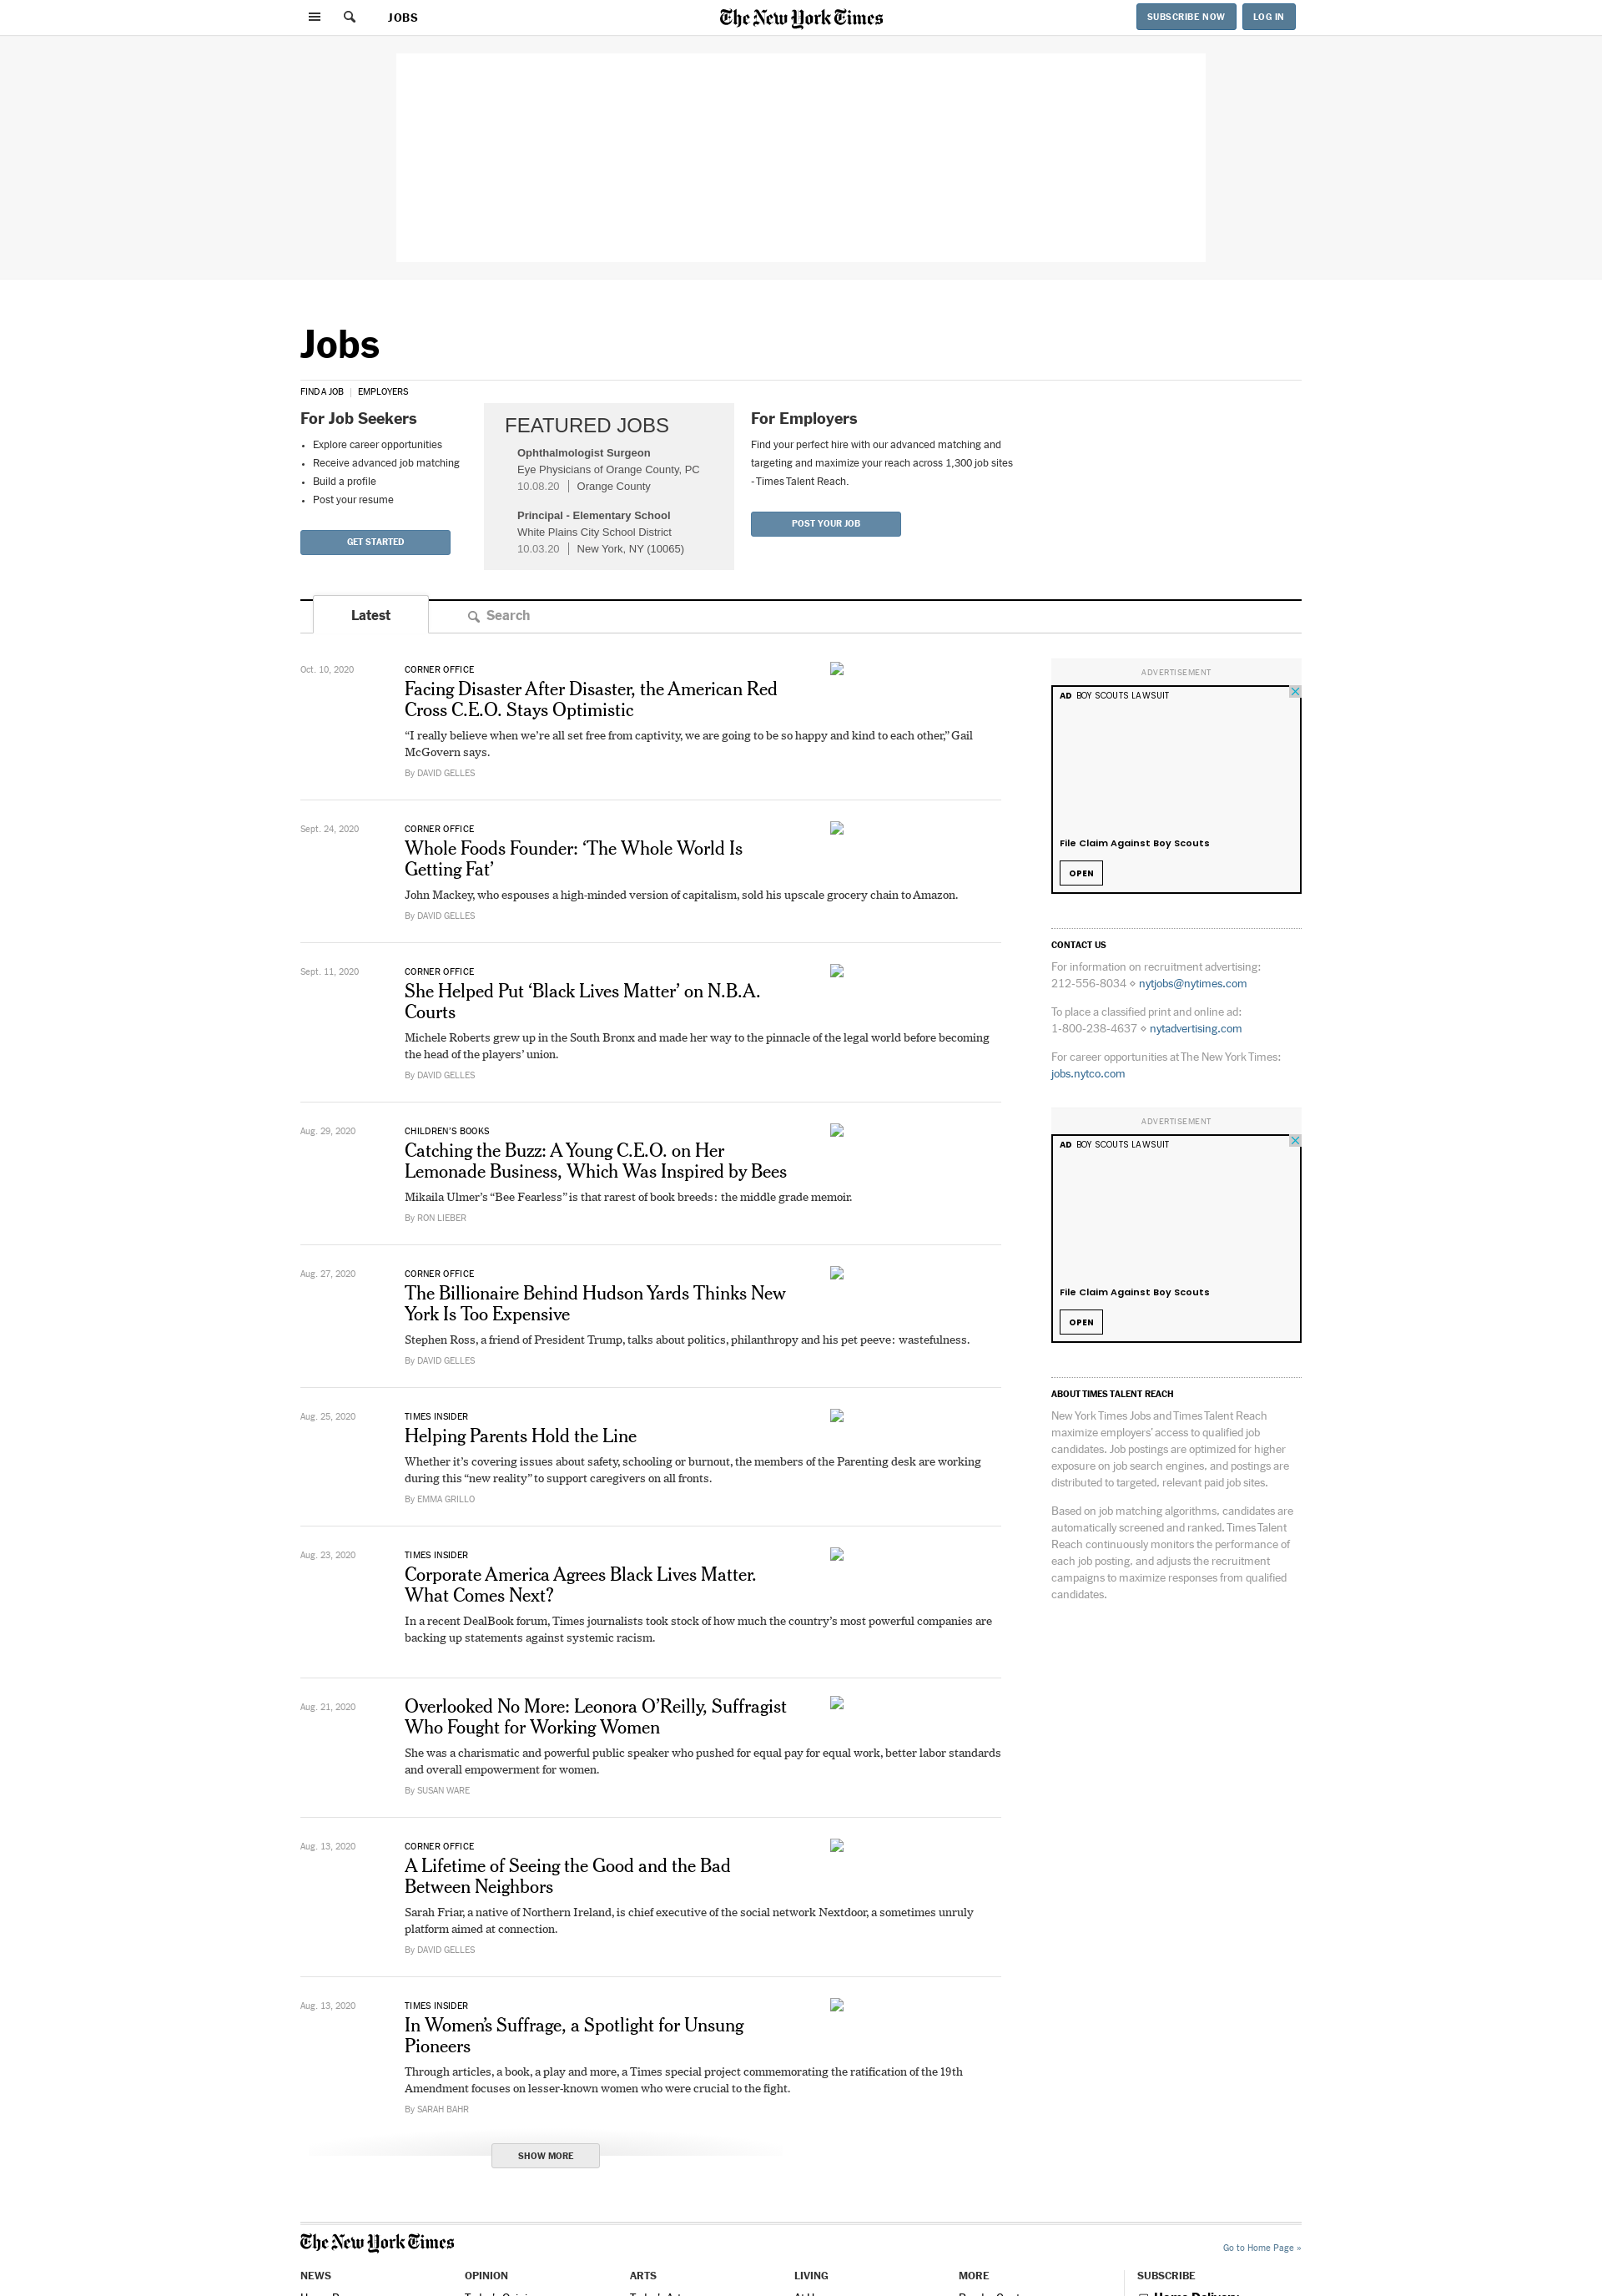 JOBS
The New York Times
SUBSCRIBE NOW
LOG IN
Jobs
FIND A JOB | EMPLOYERS
For Job Seekers
• Explore career opportunities
• Receive advanced job matching
• Build a profile
• Post your resume
GET STARTED
FEATURED JOBS
Ophthalmologist Surgeon
Eye Physicians of Orange County, PC
10.08.20 | Orange County
Principal - Elementary School
White Plains City School District
10.03.20 | New York, NY (10065)
For Employers
Find your perfect hire with our advanced matching and
targeting and maximize your reach across 1,300 job sites
- Times Talent Reach.
POST YOUR JOB
Latest
Search
Oct. 10, 2020
CORNER OFFICE
Facing Disaster After Disaster, the American Red
Cross C.E.O. Stays Optimistic
“I really believe when we’re all set free from captivity, we are going to be so happy and kind to each other,” Gail
McGovern says.
By DAVID GELLES
Sept. 24, 2020
CORNER OFFICE
Whole Foods Founder: ‘The Whole World Is
Getting Fat’
John Mackey, who espouses a high-minded version of capitalism, sold his upscale grocery chain to Amazon.
By DAVID GELLES
Sept. 11, 2020
CORNER OFFICE
She Helped Put ‘Black Lives Matter’ on N.B.A.
Courts
Michele Roberts grew up in the South Bronx and made her way to the pinnacle of the legal world before becoming
the head of the players’ union.
By DAVID GELLES
Aug. 29, 2020
CHILDREN'S BOOKS
Catching the Buzz: A Young C.E.O. on Her
Lemonade Business, Which Was Inspired by Bees
Mikaila Ulmer’s “Bee Fearless” is that rarest of book breeds: the middle grade memoir.
By RON LIEBER
Aug. 27, 2020
CORNER OFFICE
The Billionaire Behind Hudson Yards Thinks New
York Is Too Expensive
Stephen Ross, a friend of President Trump, talks about politics, philanthropy and his pet peeve: wastefulness.
By DAVID GELLES
Aug. 25, 2020
TIMES INSIDER
Helping Parents Hold the Line
Whether it’s covering issues about safety, schooling or burnout, the members of the Parenting desk are working
during this “new reality” to support caregivers on all fronts.
By EMMA GRILLO
Aug. 23, 2020
TIMES INSIDER
Corporate America Agrees Black Lives Matter.
What Comes Next?
In a recent DealBook forum, Times journalists took stock of how much the country’s most powerful companies are
backing up statements against systemic racism.
Aug. 21, 2020
Overlooked No More: Leonora O’Reilly, Suffragist
Who Fought for Working Women
She was a charismatic and powerful public speaker who pushed for equal pay for equal work, better labor standards
and overall empowerment for women.
By SUSAN WARE
Aug. 13, 2020
CORNER OFFICE
A Lifetime of Seeing the Good and the Bad
Between Neighbors
Sarah Friar, a native of Northern Ireland, is chief executive of the social network Nextdoor, a sometimes unruly
platform aimed at connection.
By DAVID GELLES
Aug. 13, 2020
TIMES INSIDER
In Women’s Suffrage, a Spotlight for Unsung
Pioneers
Through articles, a book, a play and more, a Times special project commemorating the ratification of the 19th
Amendment focuses on lesser-known women who were crucial to the fight.
By SARAH BAHR
SHOW MORE
ADVERTISEMENT
AD BOY SCOUTS LAWSUIT
File Claim Against Boy Scouts
OPEN
CONTACT US
For information on recruitment advertising:
212-556-8034 ⋄ nytjobs@nytimes.com
To place a classified print and online ad:
1-800-238-4637 ⋄ nytadvertising.com
For career opportunities at The New York Times:
jobs.nytco.com
ADVERTISEMENT
AD BOY SCOUTS LAWSUIT
File Claim Against Boy Scouts
OPEN
ABOUT TIMES TALENT REACH
New York Times Jobs and Times Talent Reach
maximize employers’ access to qualified job
candidates. Job postings are optimized for higher
exposure on job search engines, and postings are
distributed to targeted, relevant paid job sites.
Based on job matching algorithms, candidates are
automatically screened and ranked. Times Talent
Reach continuously monitors the performance of
each job posting, and adjusts the recruitment
campaigns to maximize responses from qualified
candidates.
The New York Times
Go to Home Page »
NEWS
OPINION
ARTS
LIVING
MORE
SUBSCRIBE